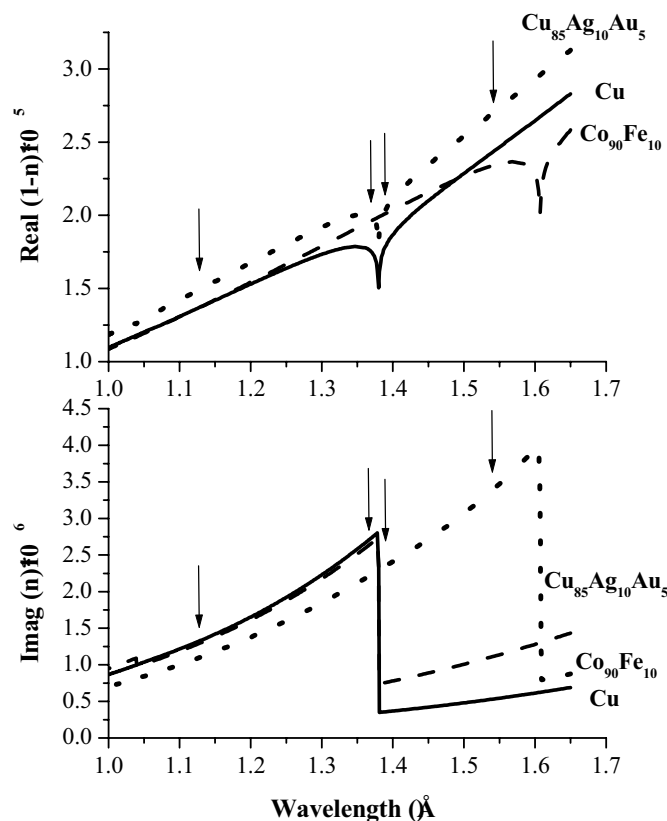 Cu₈₅Ag₁₀Au₅
Cu
Co₉₀Fe₁₀
Real (1-n)*10 5
3.0
2.5
2.0
1.5
1.0
1.0 1.1 1.2 1.3 1.4 1.5 1.6 1.7
Imag (n)*10 6
4.5
4.0
3.5
3.0
2.5
2.0
1.5
1.0
0.5
0.0
Cu₈₅Ag₁₀Au₅
Co₉₀Fe₁₀
Cu
1.0 1.1 1.2 1.3 1.4 1.5 1.6 1.7
Wavelength (Å)